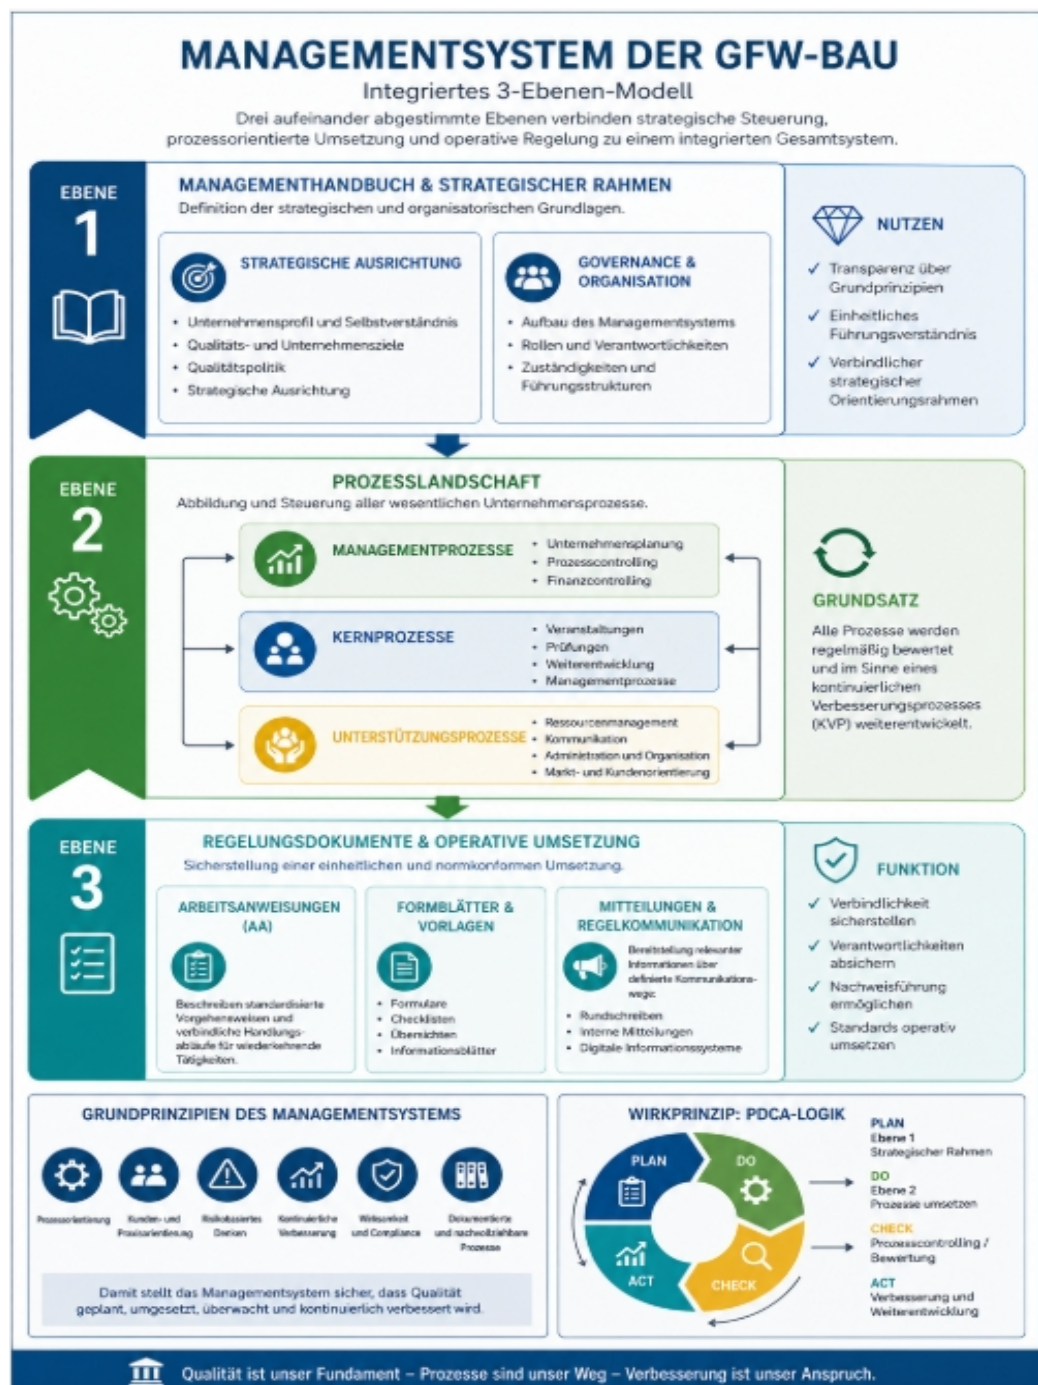 MANAGEMENTSYSTEM DER GFW-BAU
Integriertes 3-Ebenen-Modell
Drei aufeinander abgestimmte Ebenen verbinden strategische Steuerung,
prozessorientierte Umsetzung und operative Regelung zu einem integrierten Gesamtsystem.
EBENE
1
MANAGEMENTHANDBUCH & STRATEGISCHER RAHMEN
Definition der strategischen und organisatorischen Grundlagen.
STRATEGISCHE AUSRICHTUNG
• Unternehmensprofil und Selbstverständnis
• Qualitäts- und Unternehmensziele
• Qualitätspolitik
• Strategische Ausrichtung
GOVERNANCE &
ORGANISATION
• Aufbau des Managementsystems
• Rollen und Verantwortlichkeiten
• Zuständigkeiten und
Führungsstrukturen
NUTZEN
✓ Transparenz über
Grundprinzipien
✓ Einheitliches
Führungsverständnis
✓ Verbindlicher
strategischer
Orientierungsrahmen
EBENE
2
PROZESSLANDSCHAFT
Abbildung und Steuerung aller wesentlichen Unternehmensprozesse.
MANAGEMENTPROZESSE
• Unternehmensplanung
• Prozesscontrolling
• Finanzcontrolling
KERNPROZESSE
• Veranstaltungen
• Prüfungen
• Weiterentwicklung
• Managementprozesse
UNTERSTÜTZUNGSPROZESSE
• Ressourcenmanagement
• Kommunikation
• Administration und Organisation
• Markt- und Kundenorientierung
GRUNDSATZ
Alle Prozesse werden
regelmäßig bewertet
und im Sinne eines
kontinuierlichen
Verbesserungsprozesses
(KVP) weiterentwickelt.
EBENE
3
REGELUNGSDOKUMENTE & OPERATIVE UMSETZUNG
Sicherstellung einer einheitlichen und normkonformen Umsetzung.
ARBEITSANWEISUNGEN
(AA)
Beschreiben standardisierte
Vorgehensweisen und
verbindliche Handlungs-
abläufe für wiederkehrende
Tätigkeiten.
FORMBLÄTTER &
VORLAGEN
• Formulare
• Checklisten
• Übersichten
• Informationsblätter
MITTEILUNGEN &
REGELKOMMUNIKATION
Bereitstellung relevanter
Informationen über
definierte Kommunikations-
wege:
• Rundschreiben
• Interne Mitteilungen
• Digitale Informationssysteme
FUNKTION
✓ Verbindlichkeit
sicherstellen
✓ Verantwortlichkeiten
absichern
✓ Nachweisführung
ermöglichen
✓ Standards operativ
umsetzen
GRUNDPRINZIPIEN DES MANAGEMENTSYSTEMS
Prozessorientierung
Kunden- und
Praxisorientierung
Risikobasiertes
Denken
Kontinuierliche
Verbesserung
Wirksamkeit
und Compliance
Dokumentierte
und nachvollziehbare
Prozesse
Damit stellt das Managementsystem sicher, dass Qualität
geplant, umgesetzt, überwacht und kontinuierlich verbessert wird.
WIRKPRINZIP: PDCA-LOGIK
PLAN
DO
ACT
CHECK
PLAN
Ebene 1
Strategischer Rahmen
DO
Ebene 2
Prozesse umsetzen
CHECK
Prozesscontrolling /
Bewertung
ACT
Verbesserung und
Weiterentwicklung
Qualität ist unser Fundament – Prozesse sind unser Weg – Verbesserung ist unser Anspruch.